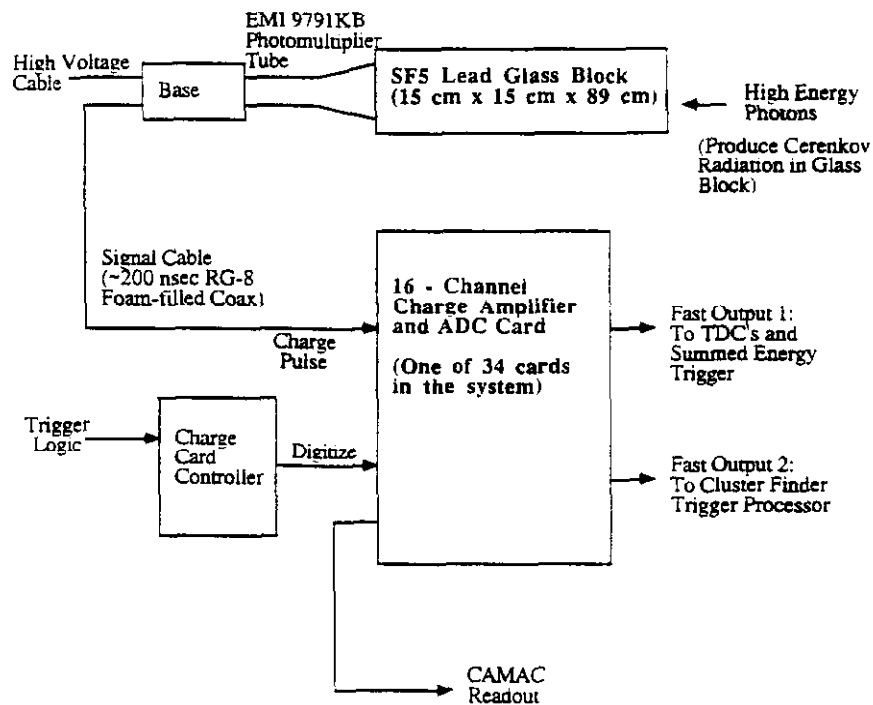 EMI 9791KB
Photomultiplier
Tube
High Voltage
Cable
Base
SF5 Lead Glass Block
(15 cm x 15 cm x 89 cm)
High Energy
Photons
(Produce Cerenkov
Radiation in Glass
Block)
Signal Cable
(~200 nsec RG-8
Foam-filled Coax)
Charge
Pulse
16 - Channel
Charge Amplifier
and ADC Card
(One of 34 cards
in the system)
Fast Output 1:
To TDC's and
Summed Energy
Trigger
Trigger
Logic
Charge
Card
Controller
Digitize
Fast Output 2:
To Cluster Finder
Trigger Processor
CAMAC
Readout